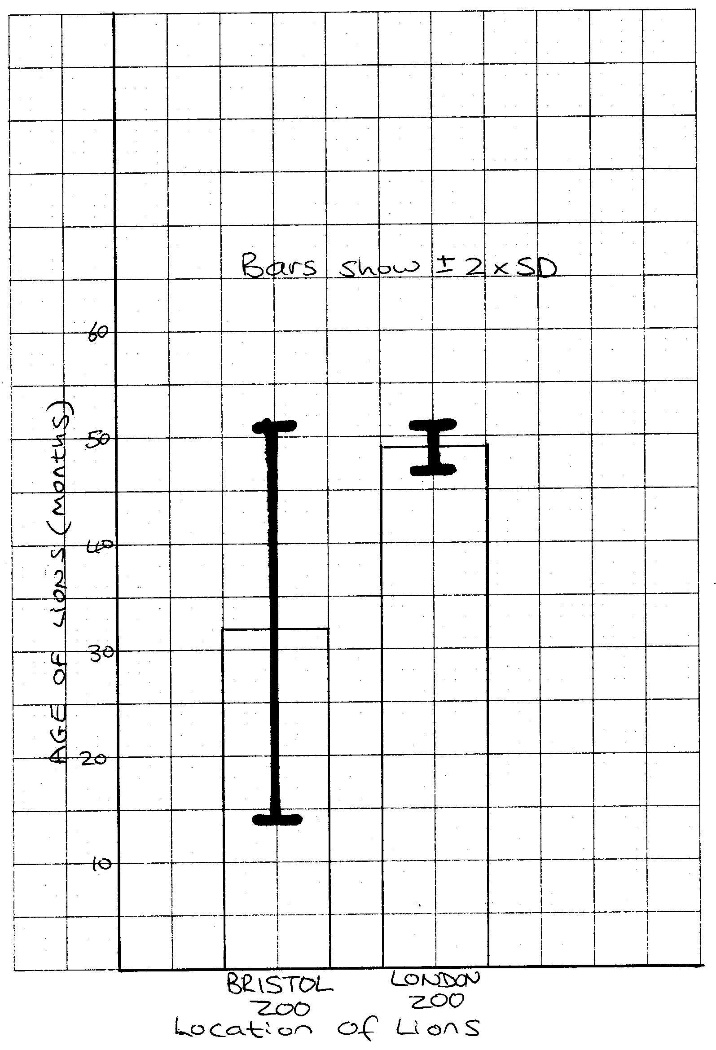 Bars show ± 2 x SD
60
50
40
30
20
10
AGE OF LIONS (Months)
BRISTOL ZOO
LONDON ZOO
Location of Lions